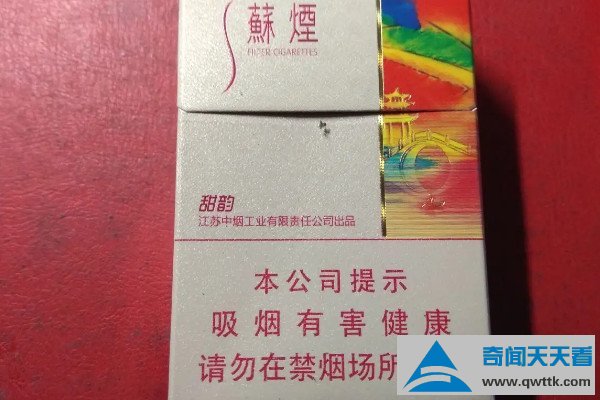 蘇煙
FILTER CIGARETTES
甜韵
江苏中烟工业有限责任公司出品
本公司提示
吸烟有害健康
请勿在禁烟场所
奇闻天天看
www.qwttk.com